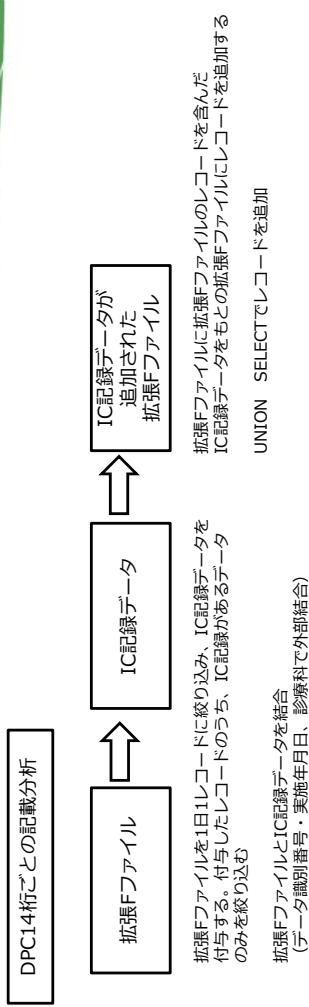 DPC14桁ごとの記載分析
拡張Fファイル
IC記録データ
IC記録データが
追加された
拡張Fファイル
拡張Fファイルを1日1レコードに絞り込み、IC記録データを
付与する。付与したレコードのうち、IC記録があるデータ
のみを絞り込む
拡張FファイルとIC記録データを結合
(データ識別番号・実施年月日、診療科で外部結合)
拡張Fファイルに拡張Fファイルのレコードを含んだ
IC記録データをもとの拡張Fファイルにレコードを追加する
UNION SELECTでレコードを追加